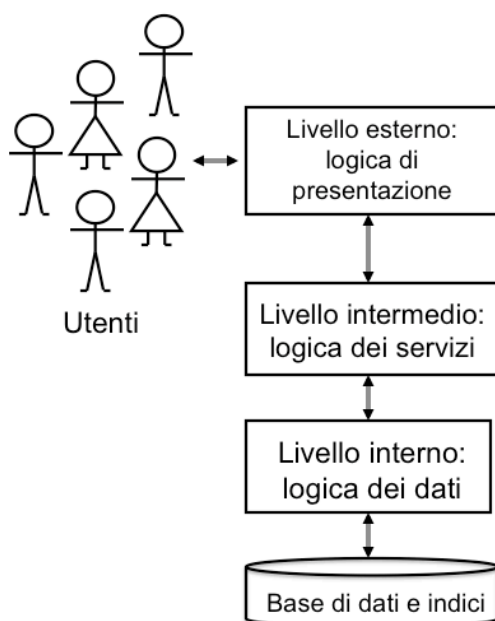 Livello esterno:
logica di
presentazione
Utenti
Livello intermedio:
logica dei servizi
Livello interno:
logica dei dati
Base di dati e indici